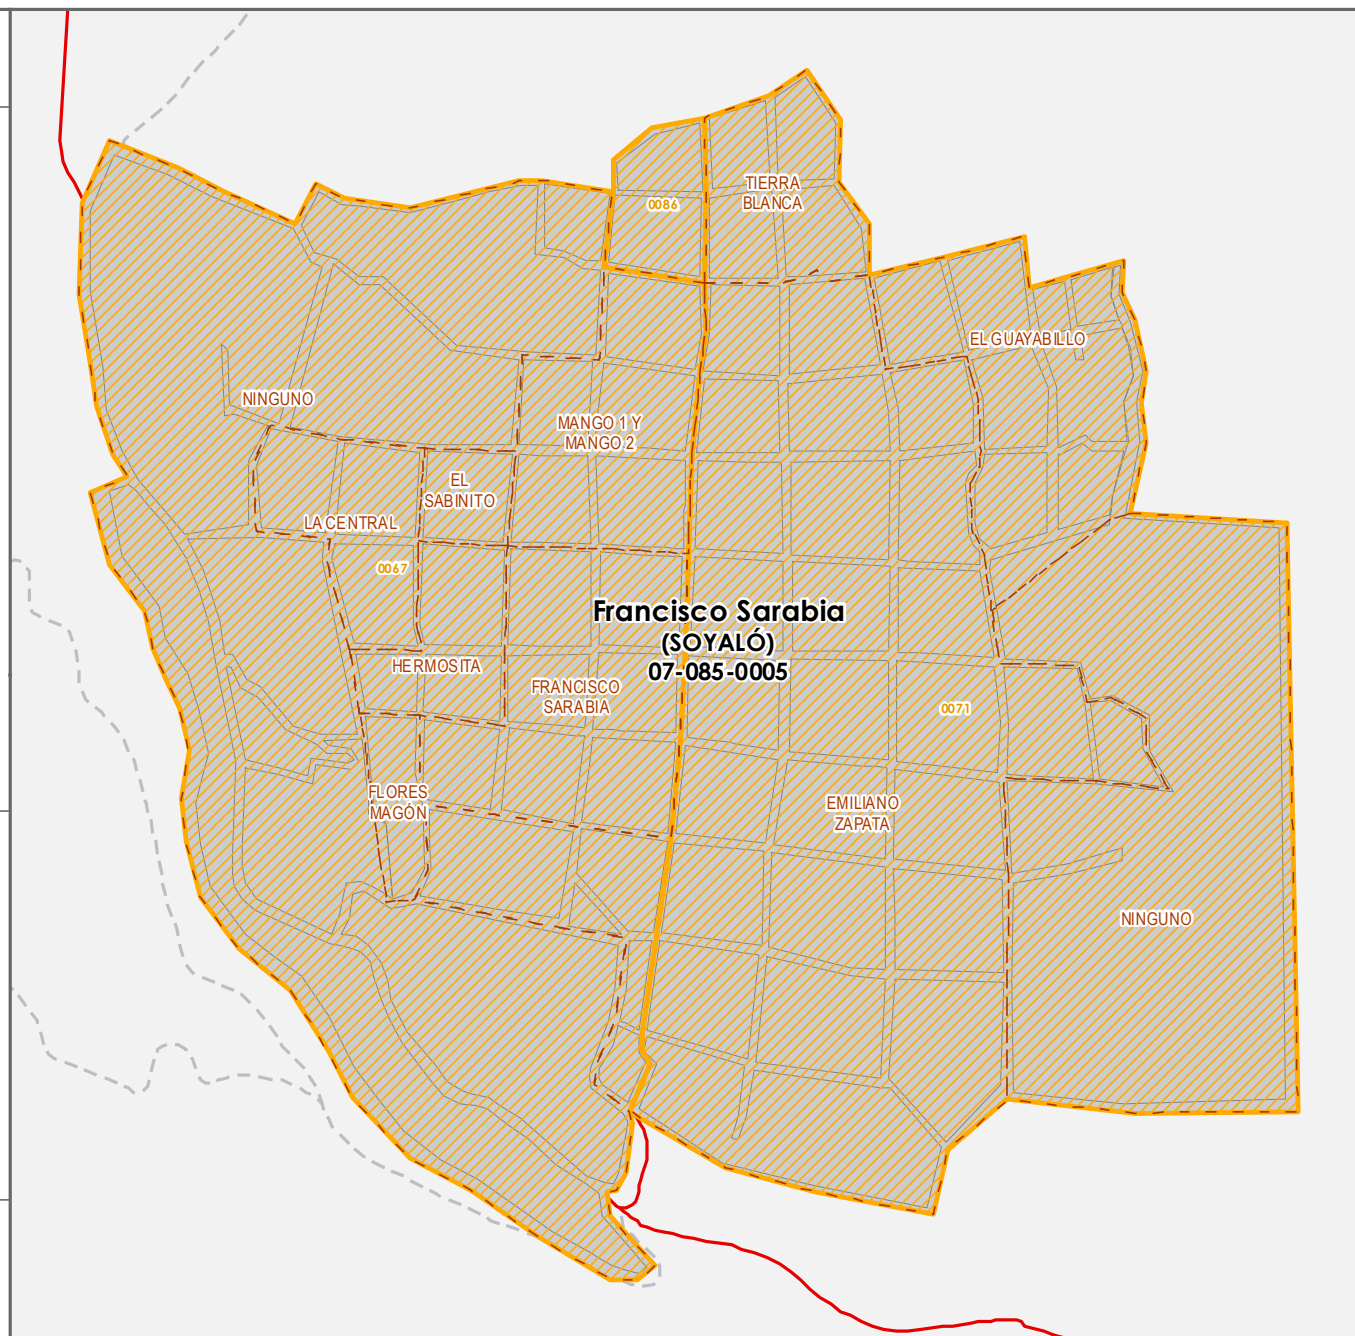 TIERRA
BLANCA
0086
EL GUAYABILLO
NINGUNO
MANGO 1 Y
MANGO 2
EL
SABINITO
LA CENTRAL
0067
Francisco Sarabia
(SOYALÓ)
07-085-0005
HERMOSITA
FRANCISCO
SARABIA
0071
FLORES
MAGÓN
EMILIANO
ZAPATA
NINGUNO